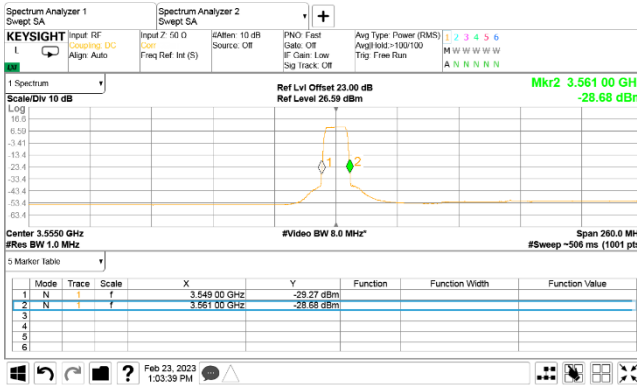 Spectrum Analyzer 1
Swept SA
Spectrum Analyzer 2
Swept SA
KEYSIGHT
L
Input: RF
Coupling: DC
Align: Auto
Input Z: 50 Ω
Corr
Freq Ref: Int (S)
#Atten: 10 dB
Source: Off
PNO: Fast
Gate: Off
IF Gain: Low
Sig Track: Off
Avg Type: Power (RMS)
Avg|Hold:>100/100
Trig: Free Run
1 2 3 4 5 6
M W W W W W
A N N N N N
1 Spectrum
Scale/Div 10 dB
Ref Lvl Offset 23.00 dB
Ref Level 26.59 dBm
Mkr2 3.561 00 GH
-28.68 dBm
Log
16.6
6.59
-3.41
-13.4
-23.4
-33.4
-43.4
-53.4
-63.4
1
2
Center 3.5550 GHz
#Res BW 1.0 MHz
#Video BW 8.0 MHz*
Span 260.0 MH
#Sweep ~506 ms (1001 pts
5 Marker Table
Mode Trace Scale X Y Function Function Width Function Value
1 N 1 f 3.549 00 GHz -29.27 dBm
2 N 1 f 3.561 00 GHz -28.68 dBm
3
4
5
6
?
Feb 23, 2023
1:03:39 PM